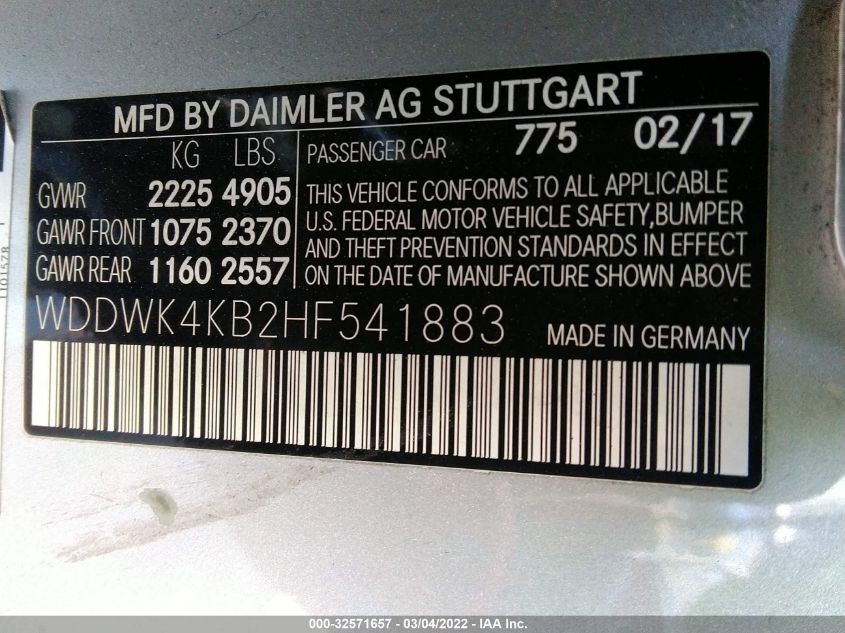 MFD BY DAIMLER AG STUTTGART
KG LBS
GVWR 2225 4905
GAWR FRONT 1075 2370
GAWR REAR 1160 2557
PASSENGER CAR 775 02/17
THIS VEHICLE CONFORMS TO ALL APPLICABLE
U.S. FEDERAL MOTOR VEHICLE SAFETY,BUMPER
AND THEFT PREVENTION STANDARDS IN EFFECT
ON THE DATE OF MANUFACTURE SHOWN ABOVE
WDDWK4KB2HF541883 MADE IN GERMANY
000-32571657 - 03/04/2022 - IAA Inc.